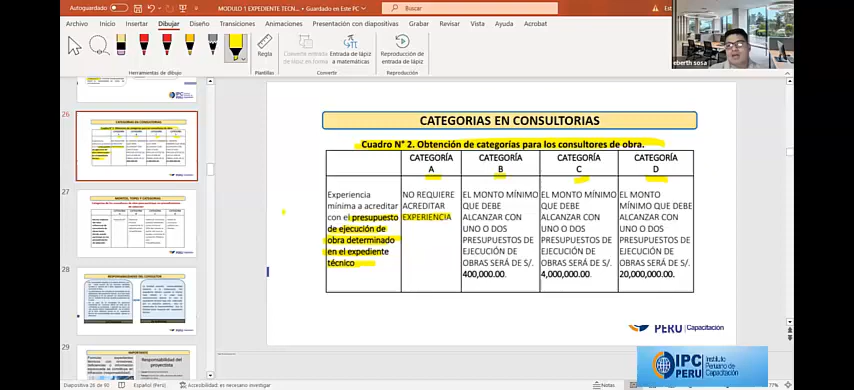 Autoguardado
MODULO 1 EXPEDIENTE TECN... • Guardado en Este PC
Buscar
Archivo Inicio Insertar Dibujar Diseño Transiciones Animaciones Presentación con diapositivas Grabar Revisar Vista Ayuda Acrobat
eberth sosa
Regla
Convertir entrada de lápiz en forma
Entrada de lápiz a matemáticas
Reproducción de entrada de lápiz
Herramientas de dibujo
Plantillas
Convertir
Reproducción
26
27
28
29
CATEGORIAS EN CONSULTORIAS
Cuadro N° 2. Obtención de categorías para los consultores de obra.
CATEGORÍA A
CATEGORÍA B
CATEGORÍA C
CATEGORÍA D
Experiencia
mínima a acreditar
con el presupuesto
de ejecución de
obra determinado
en el expediente
técnico
NO REQUIERE
ACREDITAR
EXPERIENCIA
EL MONTO MÍNIMO
QUE DEBE
ALCANZAR CON
UNO O DOS
PRESUPUESTOS DE
EJECUCIÓN DE
OBRAS SERÁ DE S/.
400,000.00.
EL MONTO MÍNIMO
QUE DEBE
ALCANZAR CON
UNO O DOS
PRESUPUESTOS DE
EJECUCIÓN DE
OBRAS SERÁ DE S/.
4,000,000.00.
EL MONTO
MÍNIMO QUE DEBE
ALCANZAR CON
UNO O DOS
PRESUPUESTOS DE
EJECUCIÓN DE
OBRAS SERÁ DE S/.
20,000,000.00.
PERU Capacitación
IPC PERU
Instituto
Peruano de
Capacitación
Diapositiva 26 de 90
Español (Perú)
Accesibilidad: es necesario investigar
Notas
77%